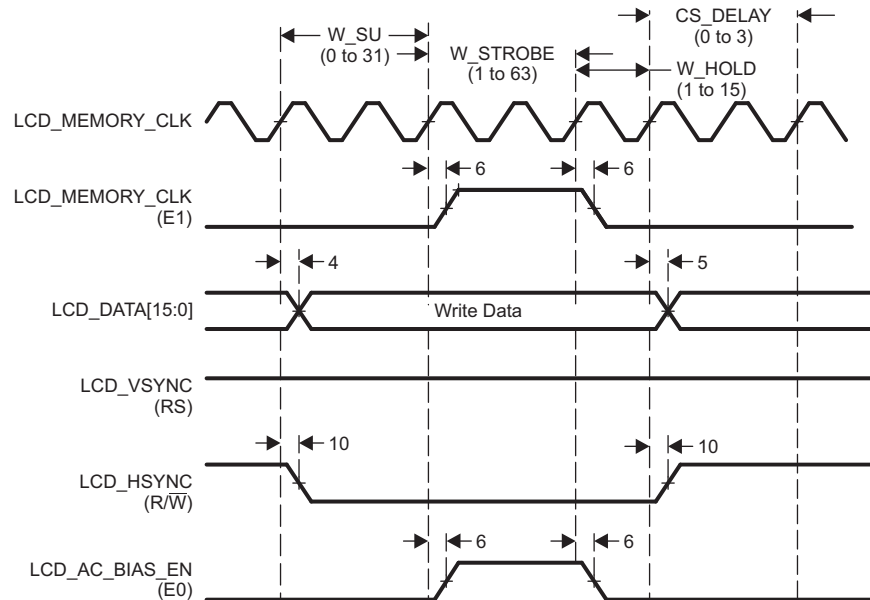 CS_DELAY
(0 to 3)
W_SU
(0 to 31)
W_STROBE
(1 to 63)
W_HOLD
(1 to 15)
LCD_MEMORY_CLK
6
6
LCD_MEMORY_CLK
(E1)
4
5
LCD_DATA[15:0]
Write Data
LCD_VSYNC
(RS)
10
10
LCD_HSYNC
(R/W̅)
6
6
LCD_AC_BIAS_EN
(E0)